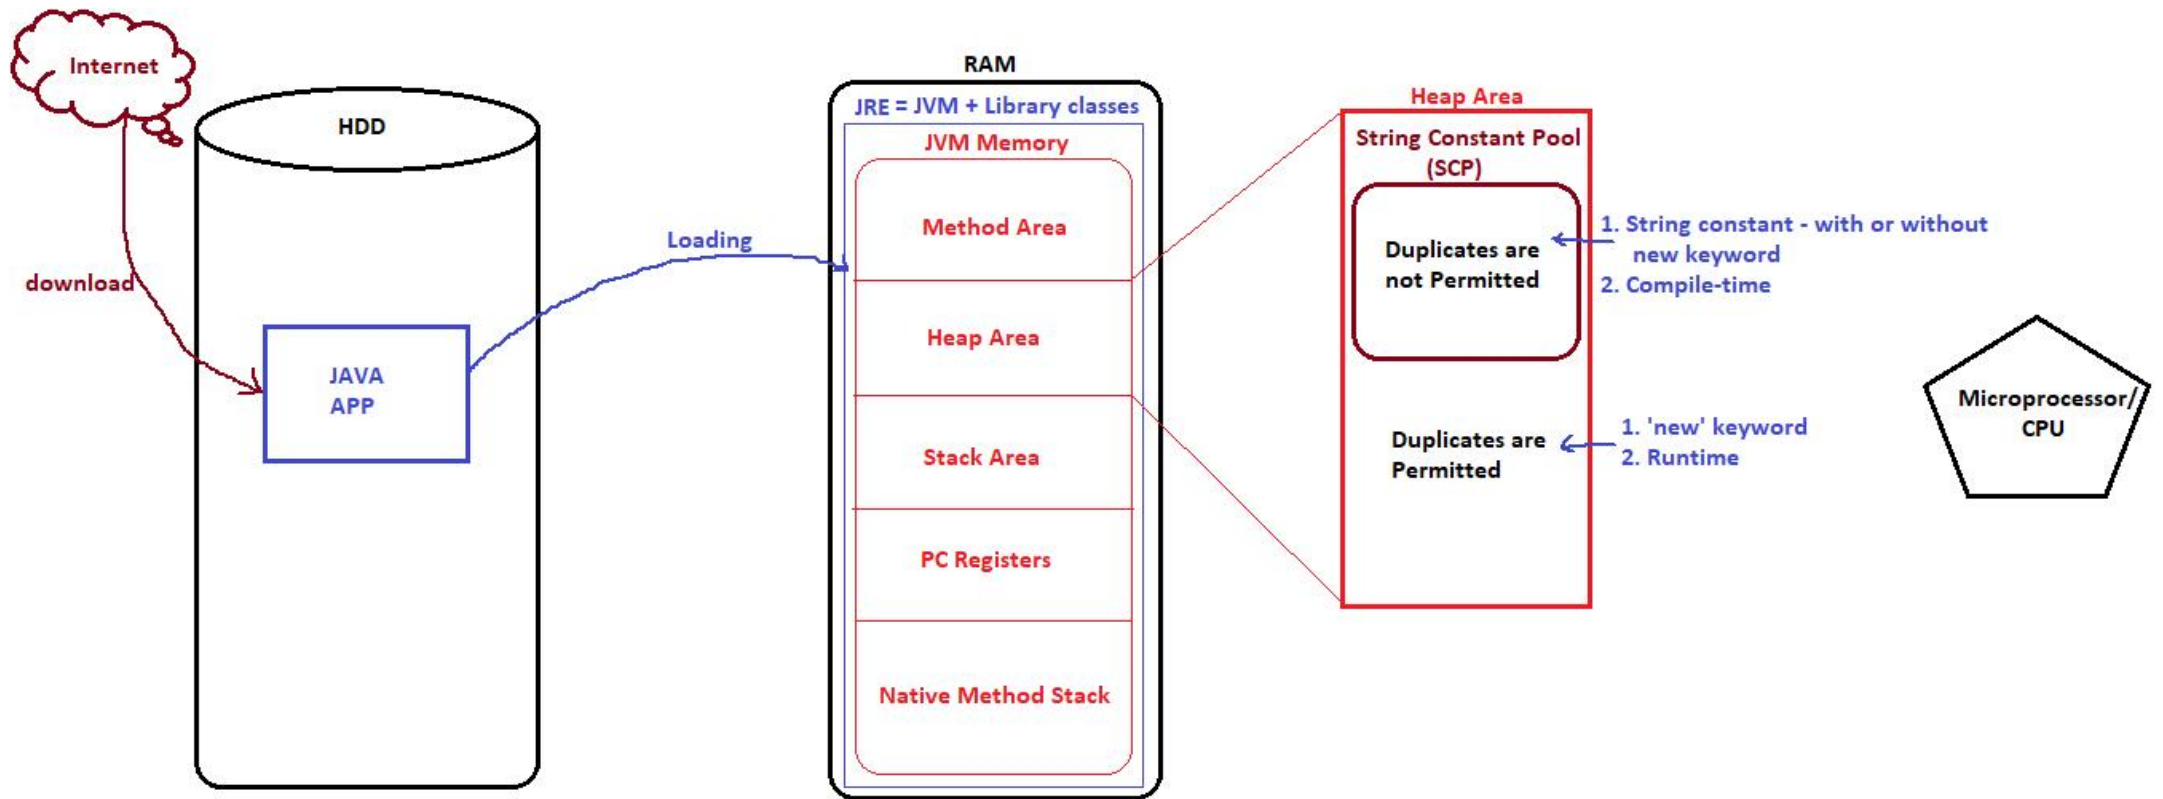 Internet
HDD
download
JAVA
APP
Loading
RAM
JRE = JVM + Library classes
JVM Memory
Method Area
Heap Area
Stack Area
PC Registers
Native Method Stack
Heap Area
String Constant Pool
(SCP)
Duplicates are
not Permitted
1. String constant - with or without
new keyword
2. Compile-time
Duplicates are
Permitted
1. 'new' keyword
2. Runtime
Microprocessor/
CPU